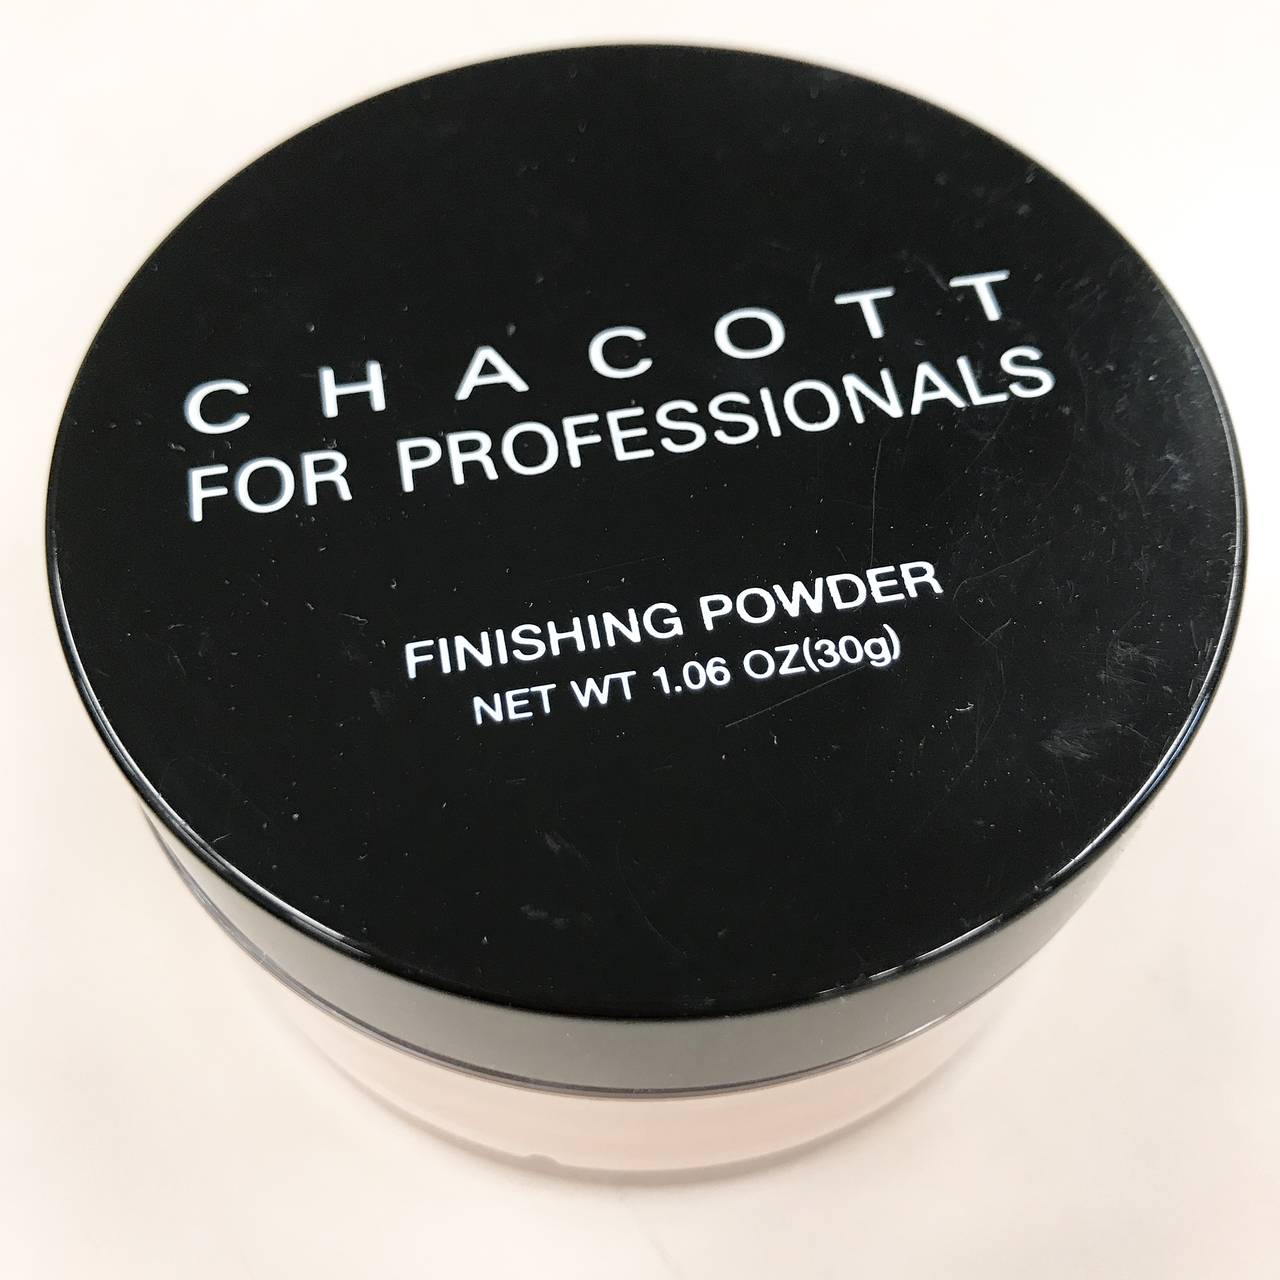 CHACOTT
FOR PROFESSIONALS
FINISHING POWDER
NET WT 1.06 OZ(30g)